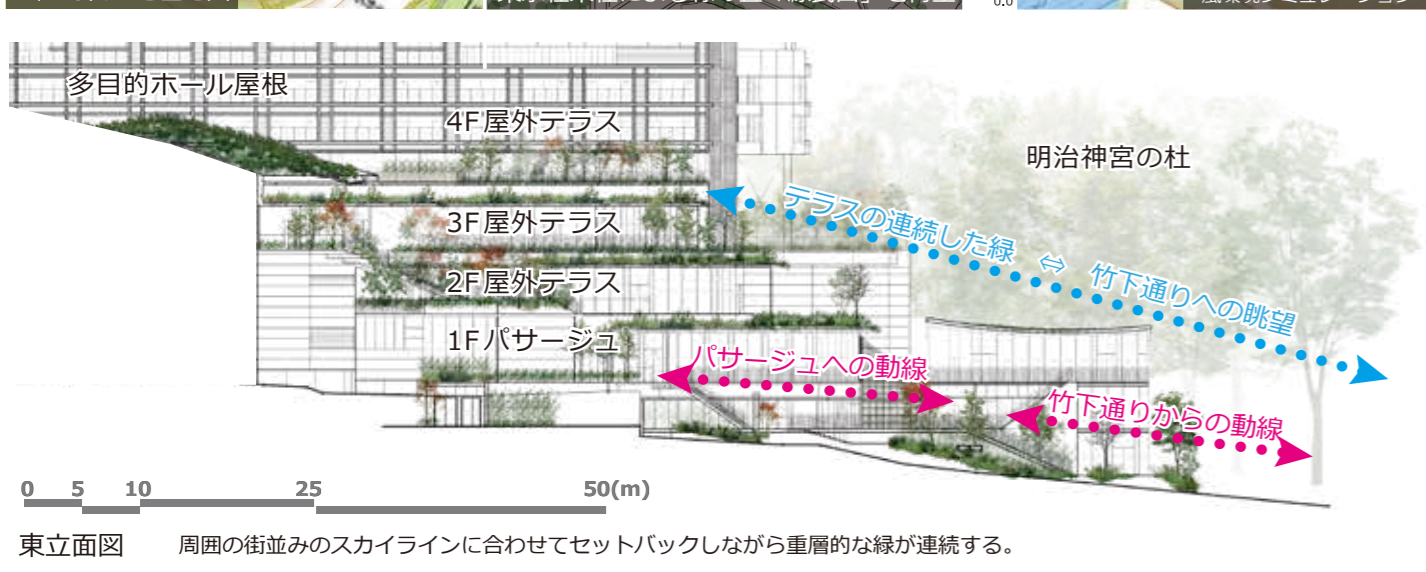 0.0
多目的ホール屋根
4F屋外テラス
明治神宮の杜
3F屋外テラス
テラスの連続した緑 ⇔ 竹下通りへの眺望
2F屋外テラス
1Fパサージュ
パサージュへの動線
竹下通りからの動線
0 5 10 25 50(m)
東立面図 周囲の街並みのスカイラインに合わせてセットバックしながら重層的な緑が連続する。